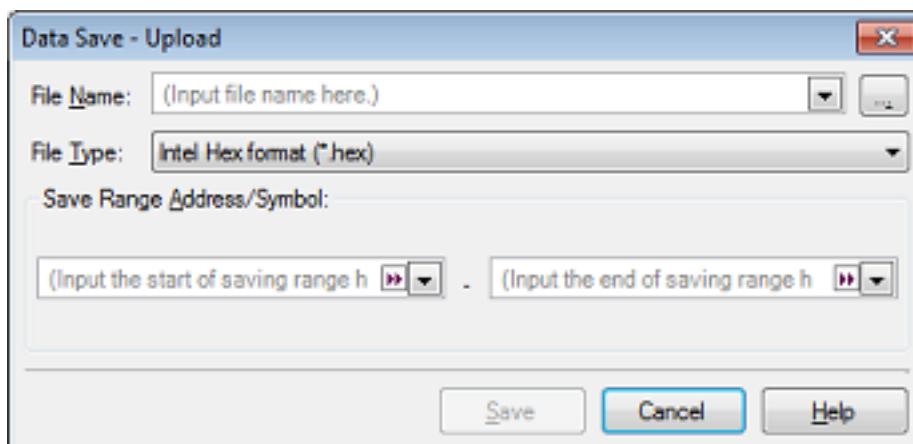 Data Save - Upload
File Name: (Input file name here.) ...
File Type: Intel Hex format (*.hex)
Save Range Address/Symbol:
(Input the start of saving range h - (Input the end of saving range h
Save Cancel Help